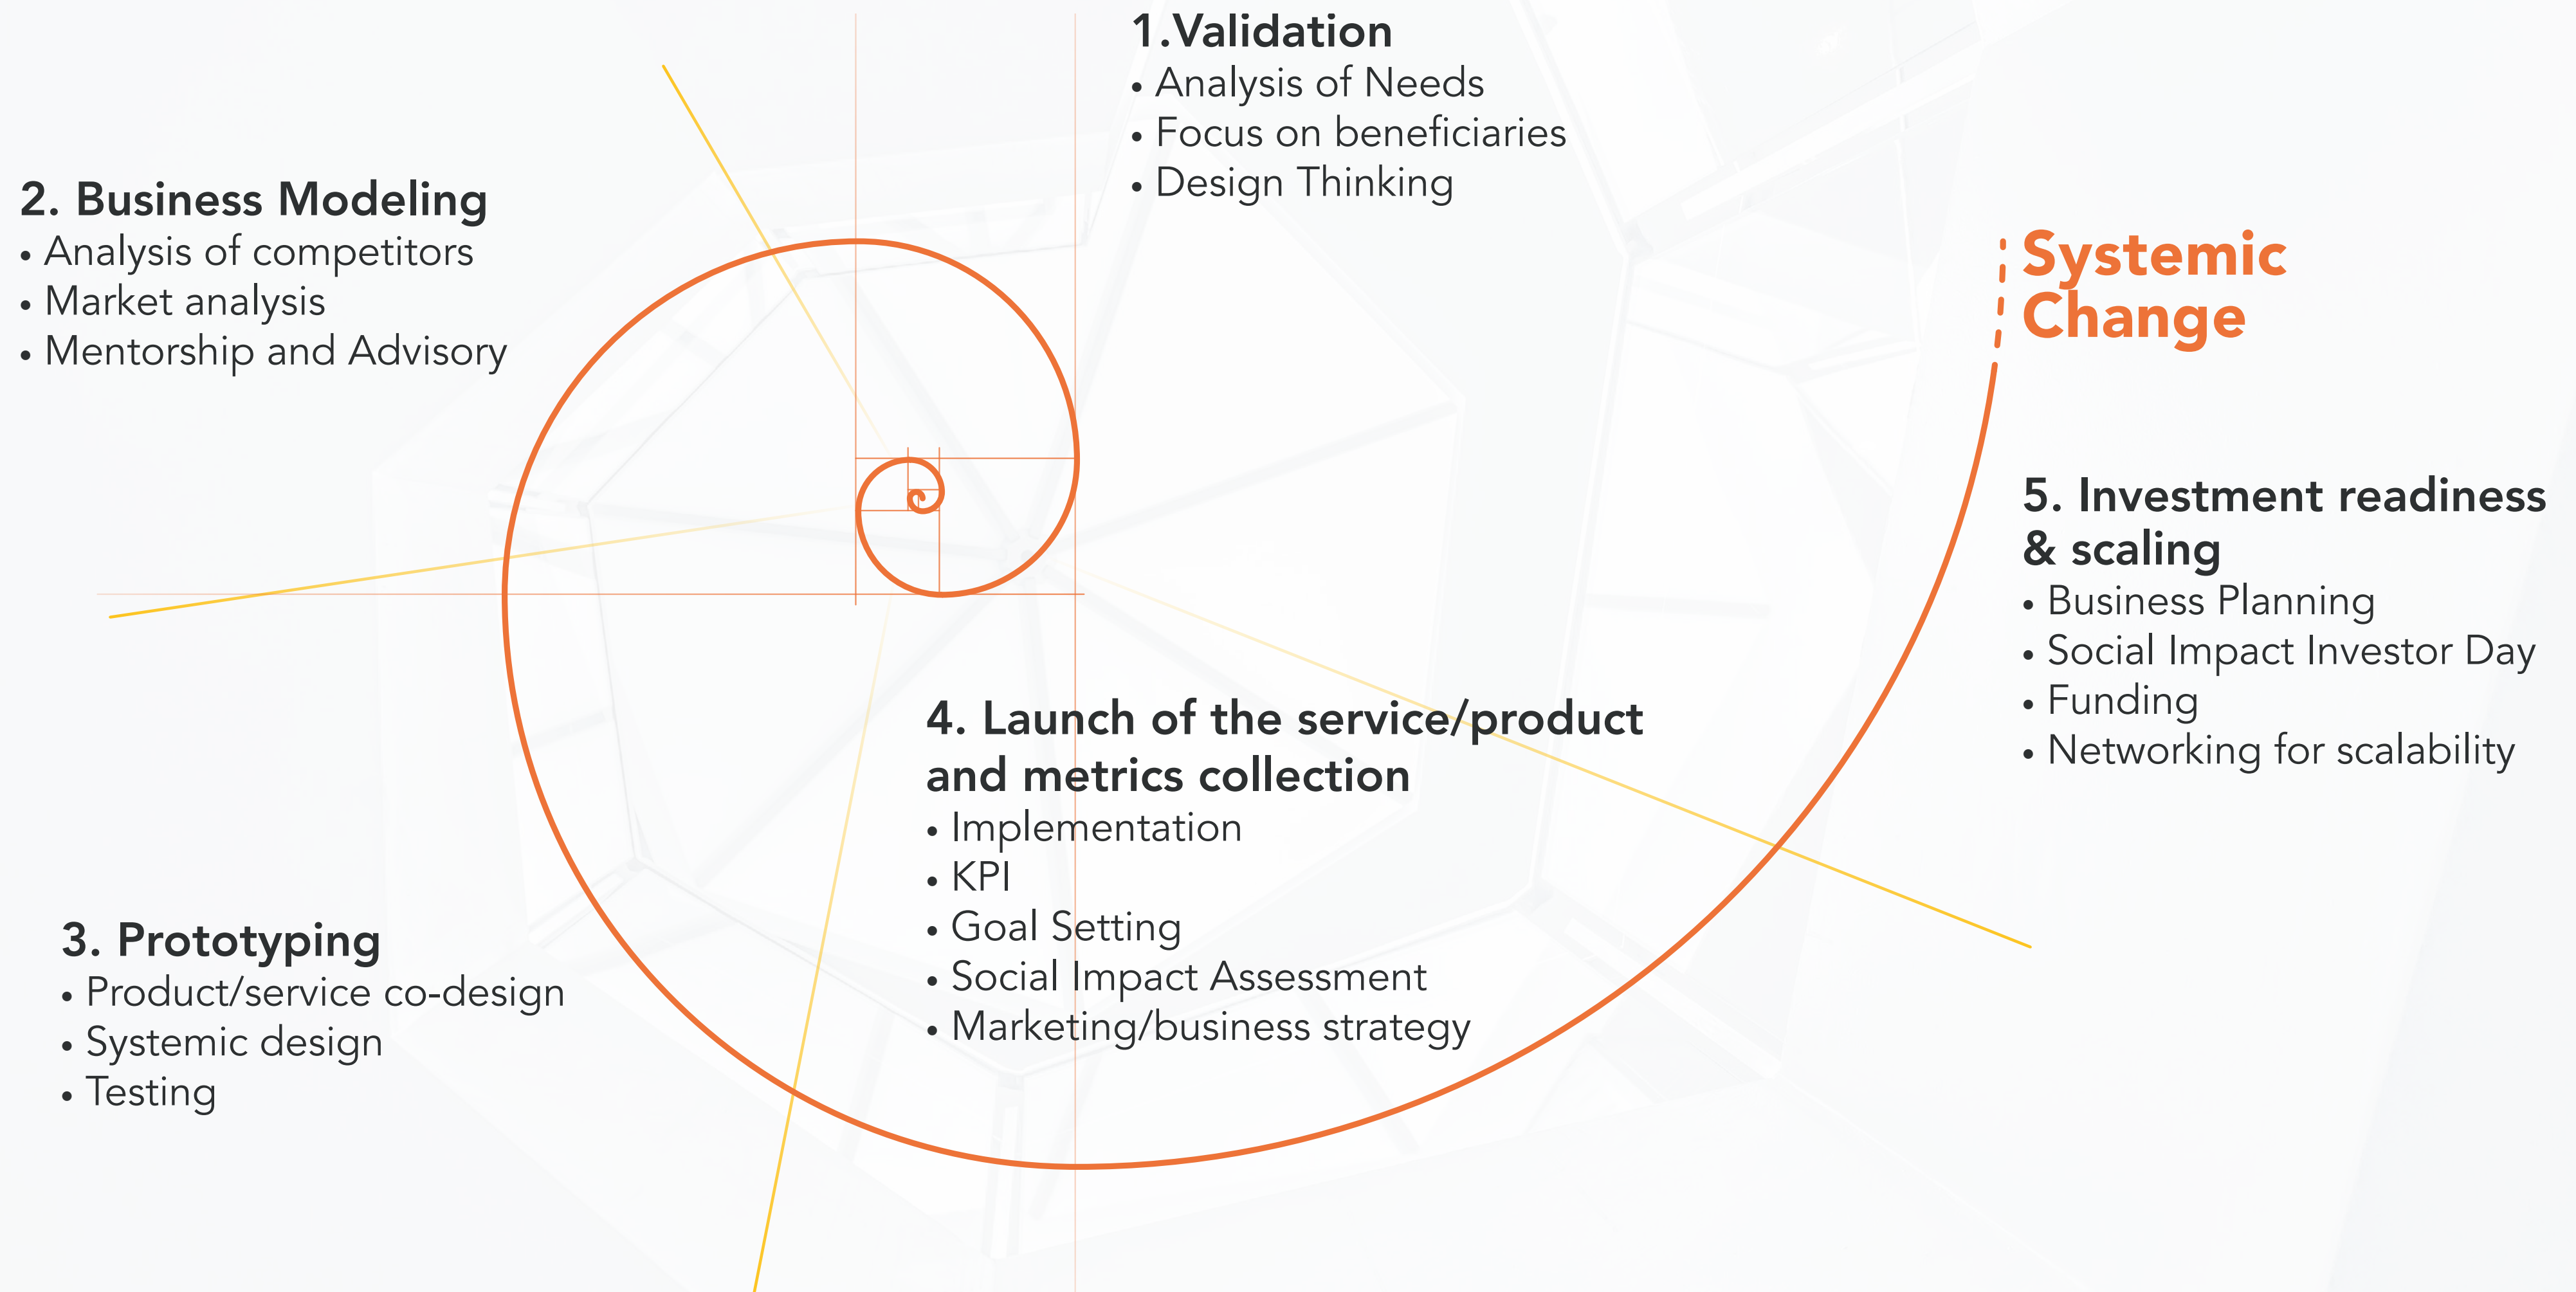 1.Validation
• Analysis of Needs
• Focus on beneficiaries
• Design Thinking
2. Business Modeling
• Analysis of competitors
• Market analysis
• Mentorship and Advisory
3. Prototyping
• Product/service co-design
• Systemic design
• Testing
4. Launch of the service/product
and metrics collection
• Implementation
• KPI
• Goal Setting
• Social Impact Assessment
• Marketing/business strategy
5. Investment readiness
& scaling
• Business Planning
• Social Impact Investor Day
• Funding
• Networking for scalability
Systemic
Change